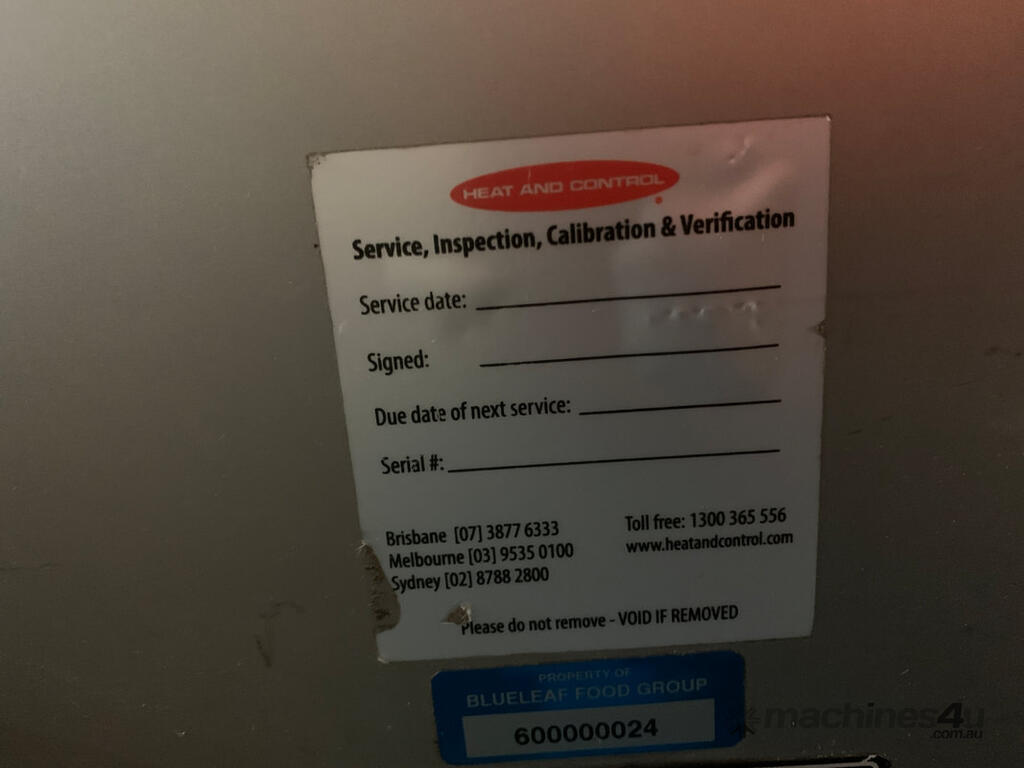 HEAT AND CONTROL
Service, Inspection, Calibration & Verification
Service date:
Signed:
Due date of next service:
Serial #:
Brisbane [07] 3877 6333
Melbourne [03] 9535 0100
Sydney [02] 8788 2800
Toll free: 1300 365 556
www.heatandcontrol.com
Please do not remove - VOID IF REMOVED
PROPERTY OF
BLUELEAF FOOD GROUP
600000024
machines4u
.com.au